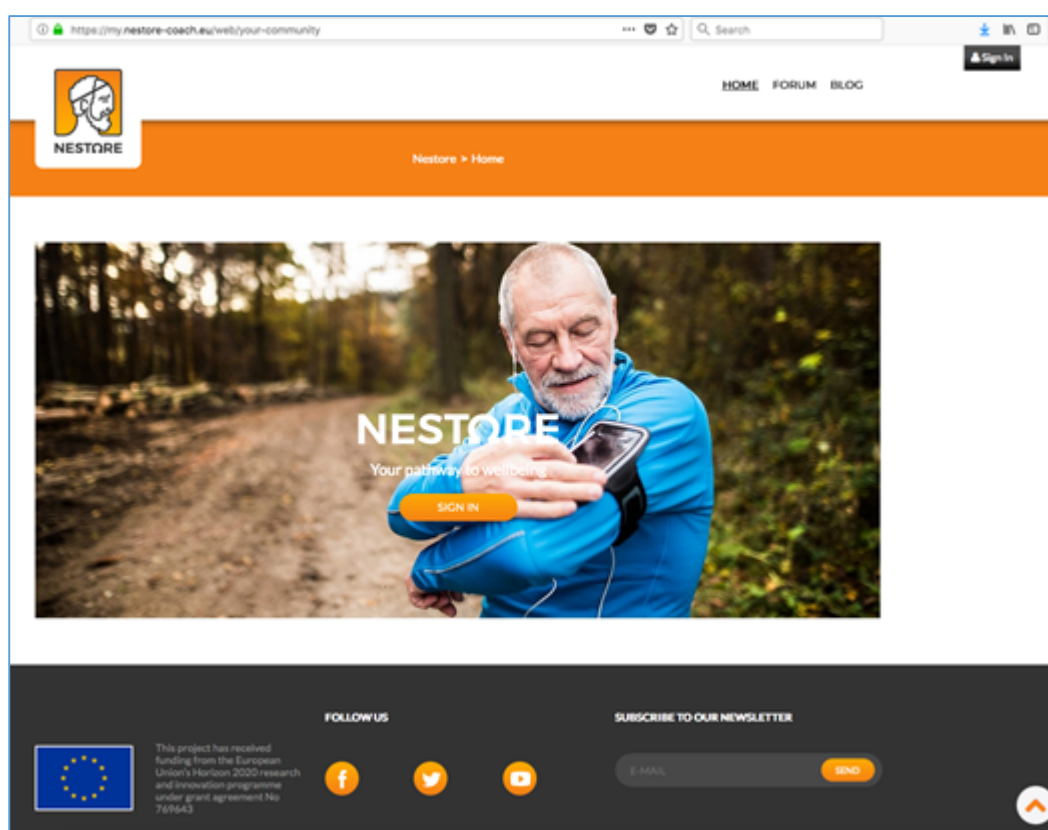 https://my.nestore-coach.eu/web/your-community
Search
Sign In
HOME FORUM BLOG
NESTORE
Nestore > Home
NESTORE
Your pathway to wellbeing
SIGN IN
FOLLOW US
SUBSCRIBE TO OUR NEWSLETTER
This project has received
funding from the European
Union's Horizon 2020 research
and innovation programme
under grant agreement No
769643
E-MAIL
SEND